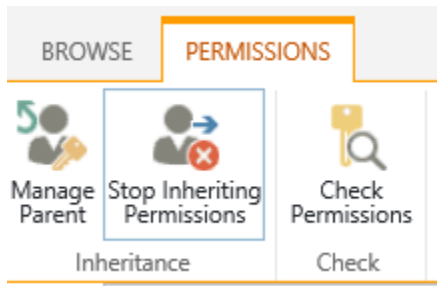 BROWSE PERMISSIONS
Manage Parent
Stop Inheriting Permissions
Check Permissions
Inheritance Check